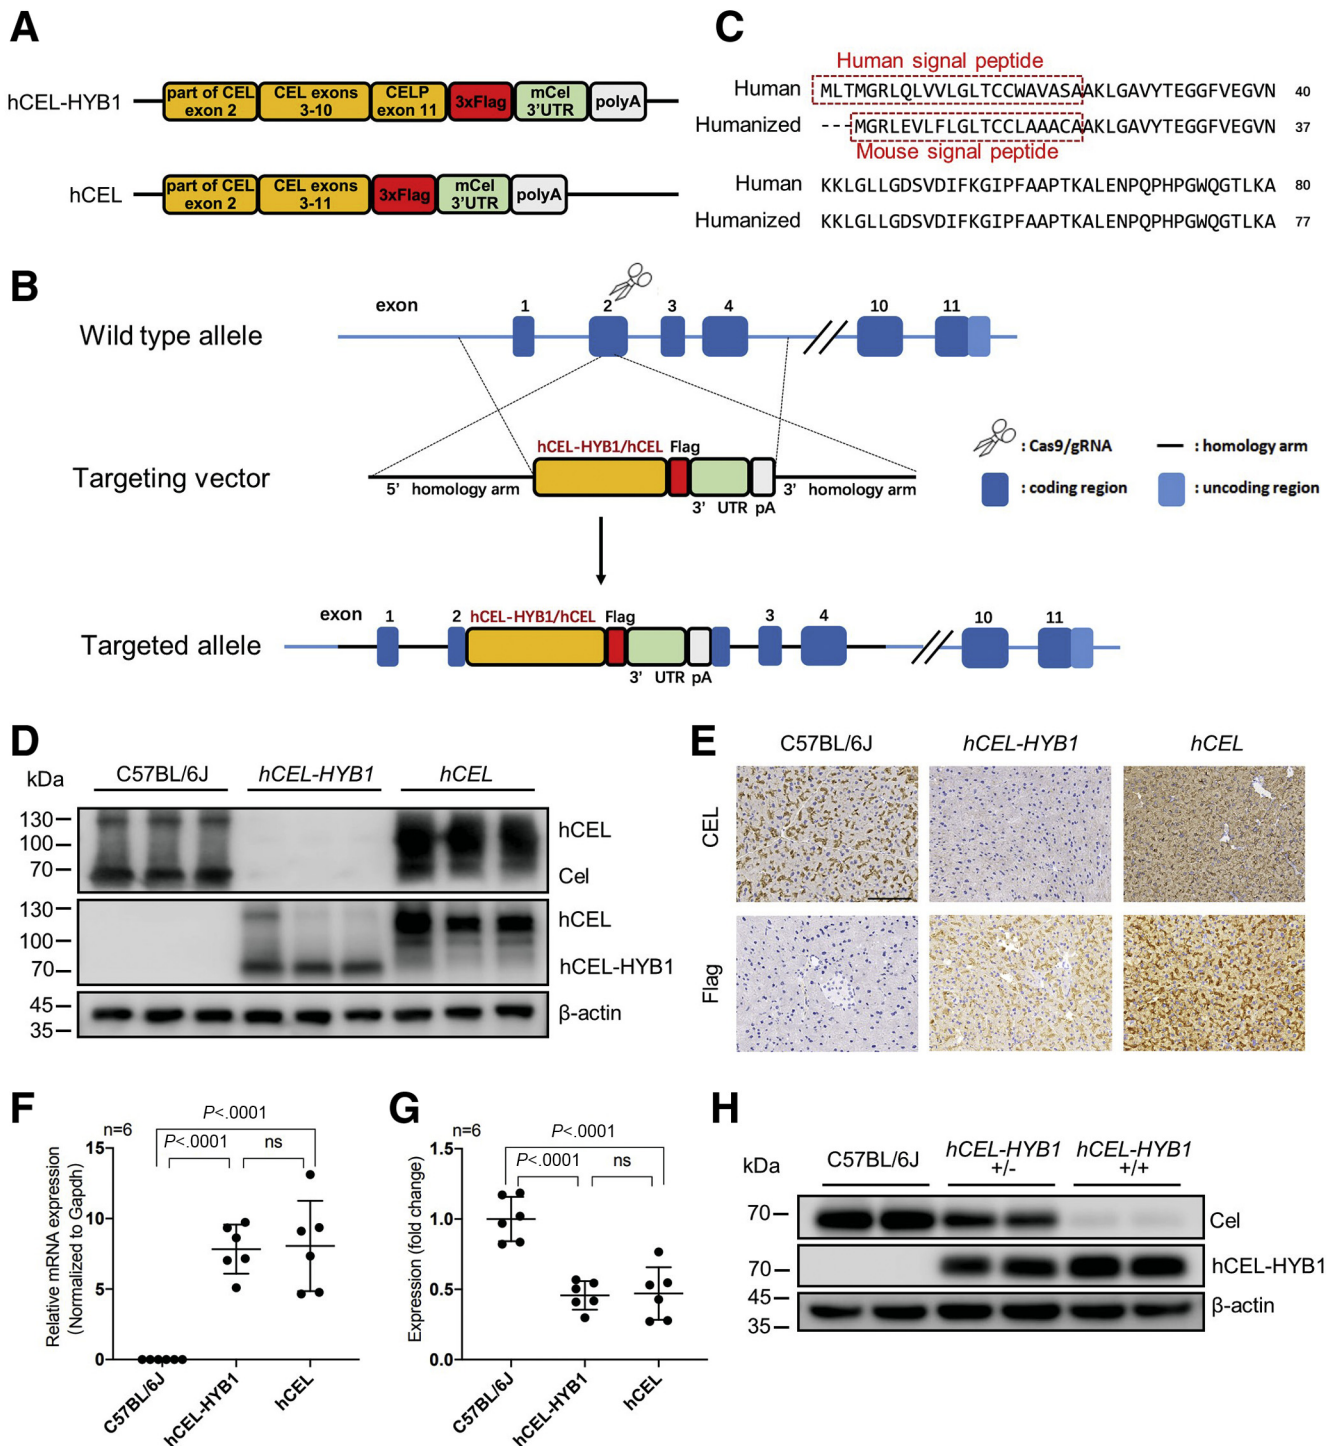 A
hCEL-HYB1
part of CEL exon 2
CEL exons 3-10
CELP exon 11
3xFlag
mCel 3'UTR
polyA
hCEL
part of CEL exon 2
CEL exons 3-11
3xFlag
mCel 3'UTR
polyA
C
Human signal peptide
Human MLTMGRLQLVVLGLTCCWAVASAAKLGAVYTEGGFVEGVN 40
Humanized ---MGRLEVLFLGLTCCLAAACAAKLGAVYTEGGFVEGVN 37
Mouse signal peptide
Human KKLGLLGDSVDIFKGIPFAAPTKALENPQPHPGWQGTLKA 80
Humanized KKLGLLGDSVDIFKGIPFAAPTKALENPQPHPGWQGTLKA 77
B
exon 1 2 3 4 10 11
Wild type allele
hCEL-HYB1/hCEL Flag
Targeting vector
5' homology arm
3' homology arm
3' UTR pA
: Cas9/gRNA
: homology arm
: coding region
: uncoding region
exon 1 2 hCEL-HYB1/hCEL Flag 3 4 10 11
Targeted allele
3' UTR pA
D
kDa
C57BL/6J hCEL-HYB1 hCEL
130
100
70
hCEL
Cel
130
100
70
hCEL
hCEL-HYB1
45
35
β-actin
E
C57BL/6J hCEL-HYB1 hCEL
CEL
Flag
F
n=6
P<.0001
P<.0001
ns
Relative mRNA expression
(Normalized to Gapdh)
15
10
5
0
C57BL/6J
hCEL-HYB1
hCEL
G
n=6
P<.0001
P<.0001
ns
Expression (fold change)
1.5
1.0
0.5
0.0
C57BL/6J
hCEL-HYB1
hCEL
H
kDa
C57BL/6J
hCEL-HYB1 +/-
hCEL-HYB1 +/+
70
Cel
70
hCEL-HYB1
45
35
β-actin